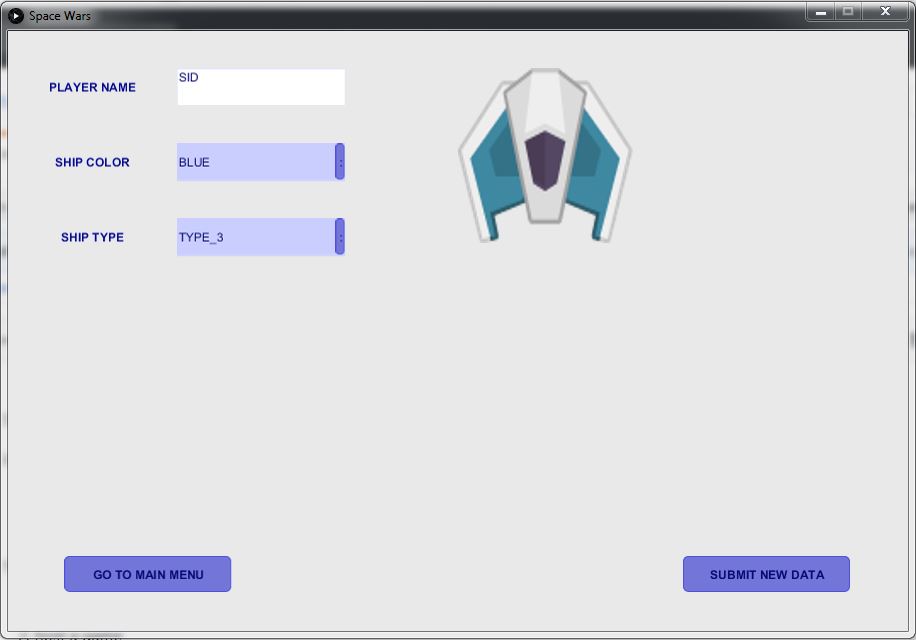 Space Wars
PLAYER NAME
SID
SHIP COLOR
BLUE
:
SHIP TYPE
TYPE_3
:
GO TO MAIN MENU
SUBMIT NEW DATA